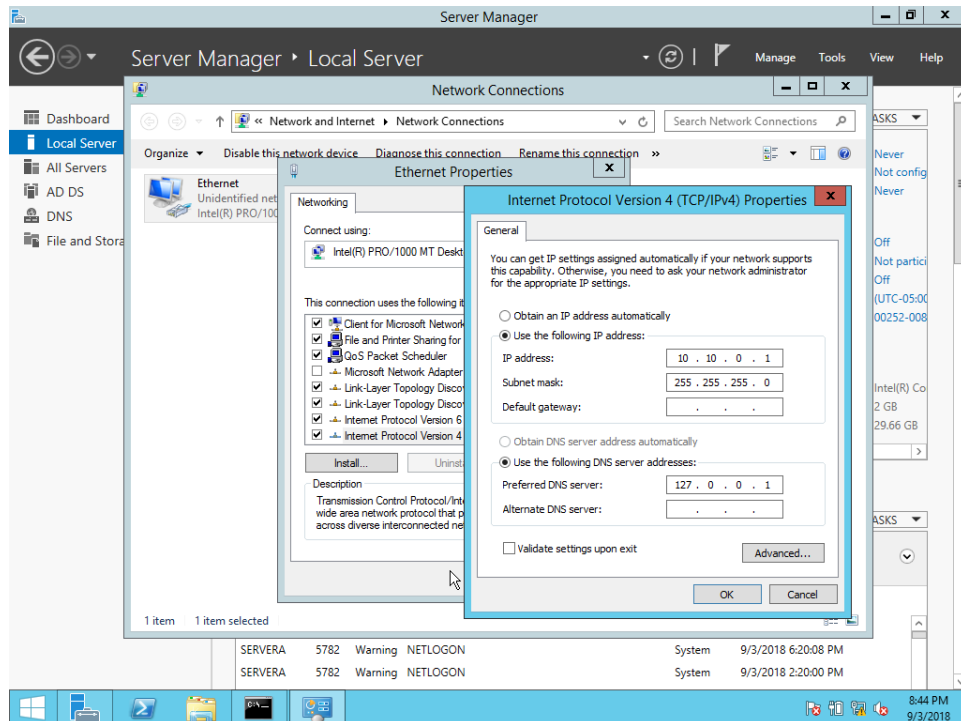 Server Manager
Server Manager • Local Server
Manage Tools View Help
Dashboard
Local Server
All Servers
AD DS
DNS
File and Stora
Network Connections
« Network and Internet Network Connections
Search Network Connections
Organize Disable this network device Diagnose this connection Rename this connection »
Ethernet
Unidentified net
Intel(R) PRO/100
Ethernet Properties
Networking
Connect using:
Intel(R) PRO/1000 MT Deskt
This connection uses the following it
Client for Microsoft Network
File and Printer Sharing for
QoS Packet Scheduler
Microsoft Network Adapter
Link-Layer Topology Disco
Link-Layer Topology Disco
Internet Protocol Version 6
Internet Protocol Version 4
Install... Uninsta
Description
Transmission Control Protocol/Int
wide area network protocol that p
across diverse interconnected ne
Internet Protocol Version 4 (TCP/IPv4) Properties
General
You can get IP settings assigned automatically if your network supports
this capability. Otherwise, you need to ask your network administrator
for the appropriate IP settings.
Obtain an IP address automatically
Use the following IP address:
IP address: 10 . 10 . 0 . 1
Subnet mask: 255 . 255 . 255 . 0
Default gateway: . . .
Obtain DNS server address automatically
Use the following DNS server addresses:
Preferred DNS server: 127 . 0 . 0 . 1
Alternate DNS server: . . .
Validate settings upon exit
Advanced...
OK Cancel
ASKS
Never
Not config
Never
Off
Not partici
Off
(UTC-05:00
00252-008
Intel(R) Co
2 GB
29.66 GB
ASKS
1 item 1 item selected
SERVERA 5782 Warning NETLOGON System 9/3/2018 6:20:08 PM
SERVERA 5782 Warning NETLOGON System 9/3/2018 2:20:00 PM
8:44 PM
9/3/2018